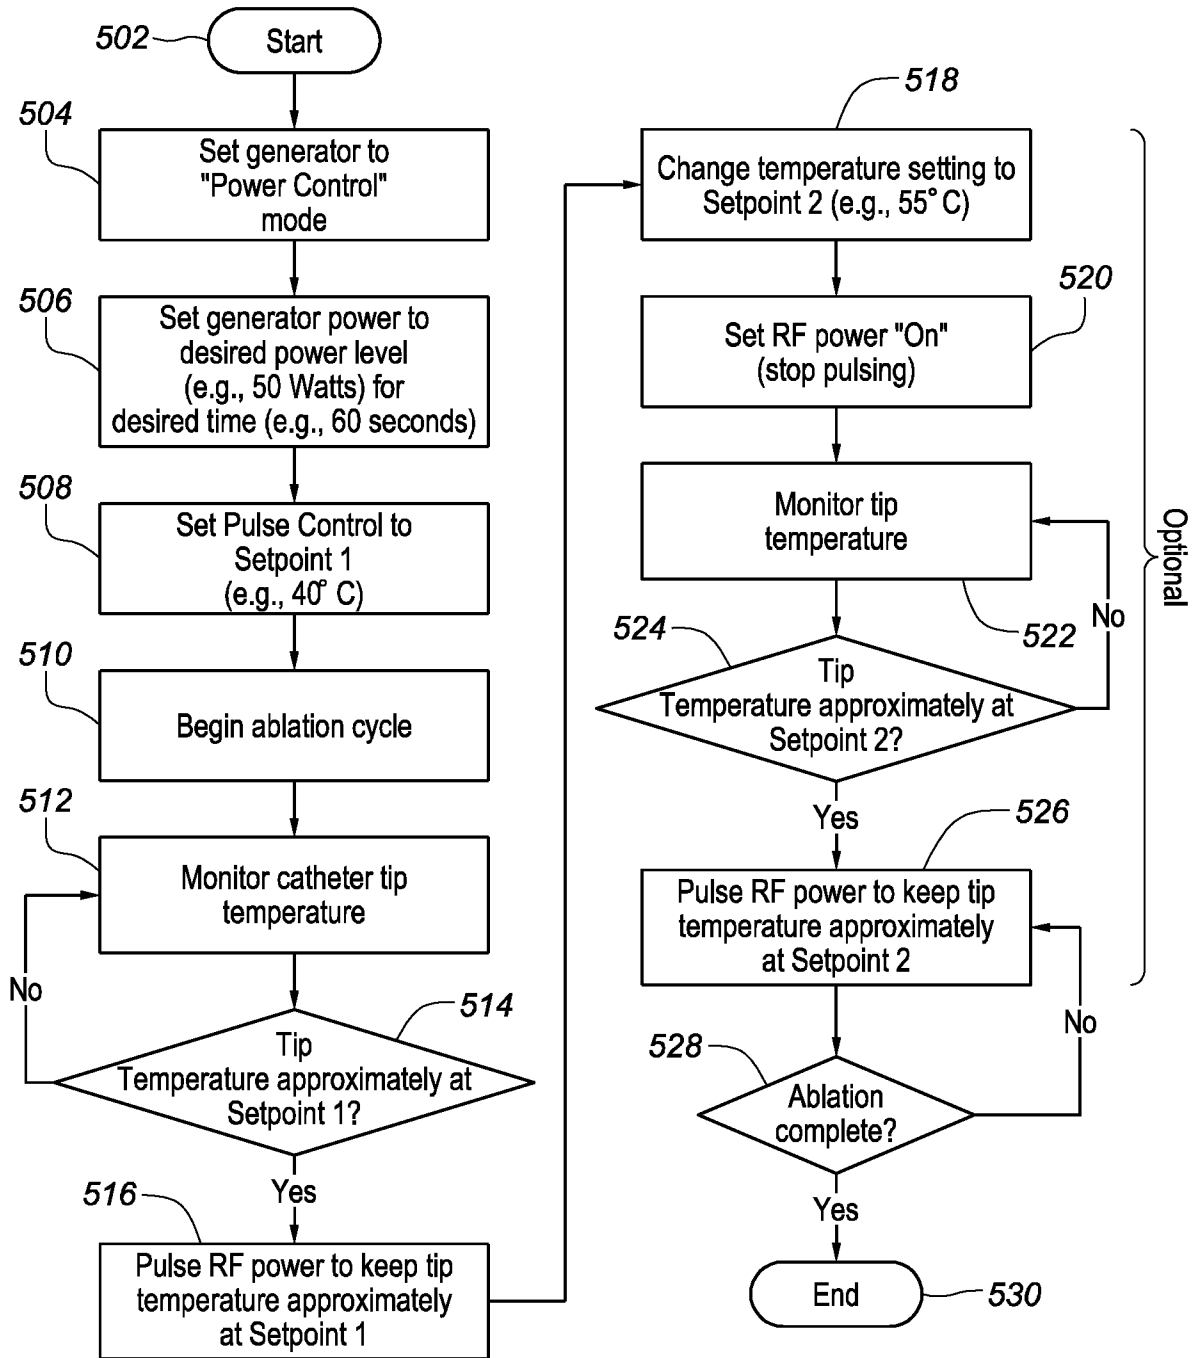 502
Start
504
Set generator to
"Power Control"
mode
506
Set generator power to
desired power level
(e.g., 50 Watts) for
desired time (e.g., 60 seconds)
508
Set Pulse Control to
Setpoint 1
(e.g., 40° C)
510
Begin ablation cycle
512
Monitor catheter tip
temperature
No
514
Tip
Temperature approximately at
Setpoint 1?
Yes
516
Pulse RF power to keep tip
temperature approximately
at Setpoint 1
518
Change temperature setting to
Setpoint 2 (e.g., 55° C)
520
Set RF power "On"
(stop pulsing)
Monitor tip
temperature
522
No
524
Tip
Temperature approximately at
Setpoint 2?
Yes
526
Pulse RF power to keep tip
temperature approximately
at Setpoint 2
Optional
No
528
Ablation
complete?
Yes
End
530